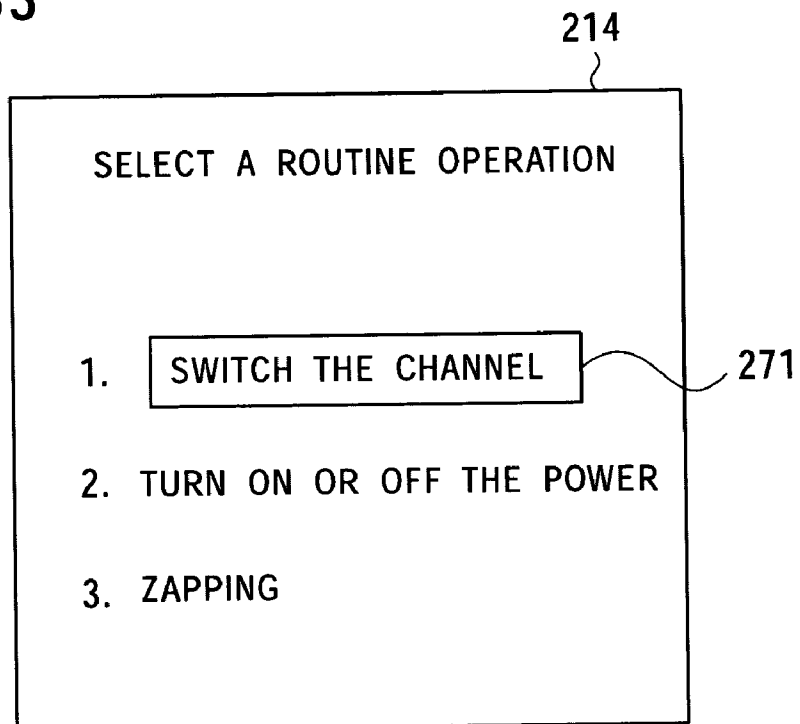 214
SELECT A ROUTINE OPERATION
1. SWITCH THE CHANNEL
271
2. TURN ON OR OFF THE POWER
3. ZAPPING